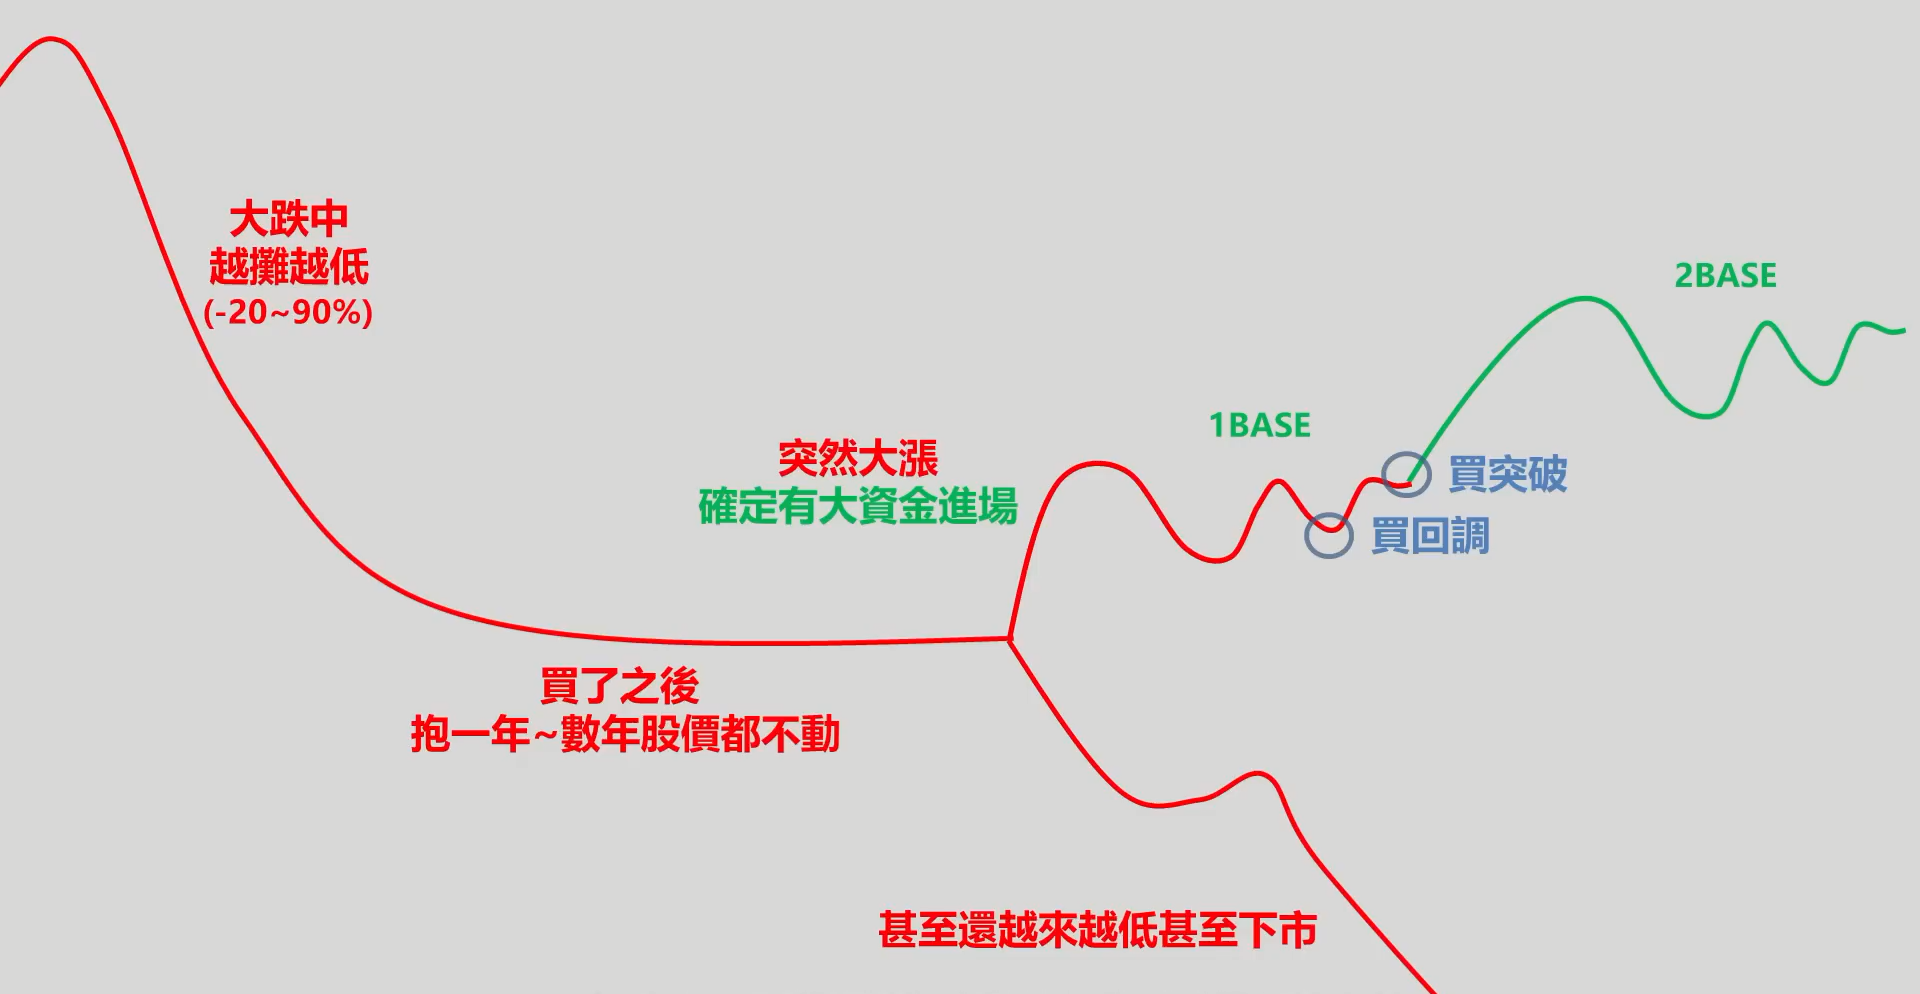 大跌中
越攤越低
(-20~90%)
2BASE
1BASE
突然大漲
確定有大資金進場
買突破
買回調
買了之後
抱一年~數年股價都不動
甚至還越來越低甚至下市